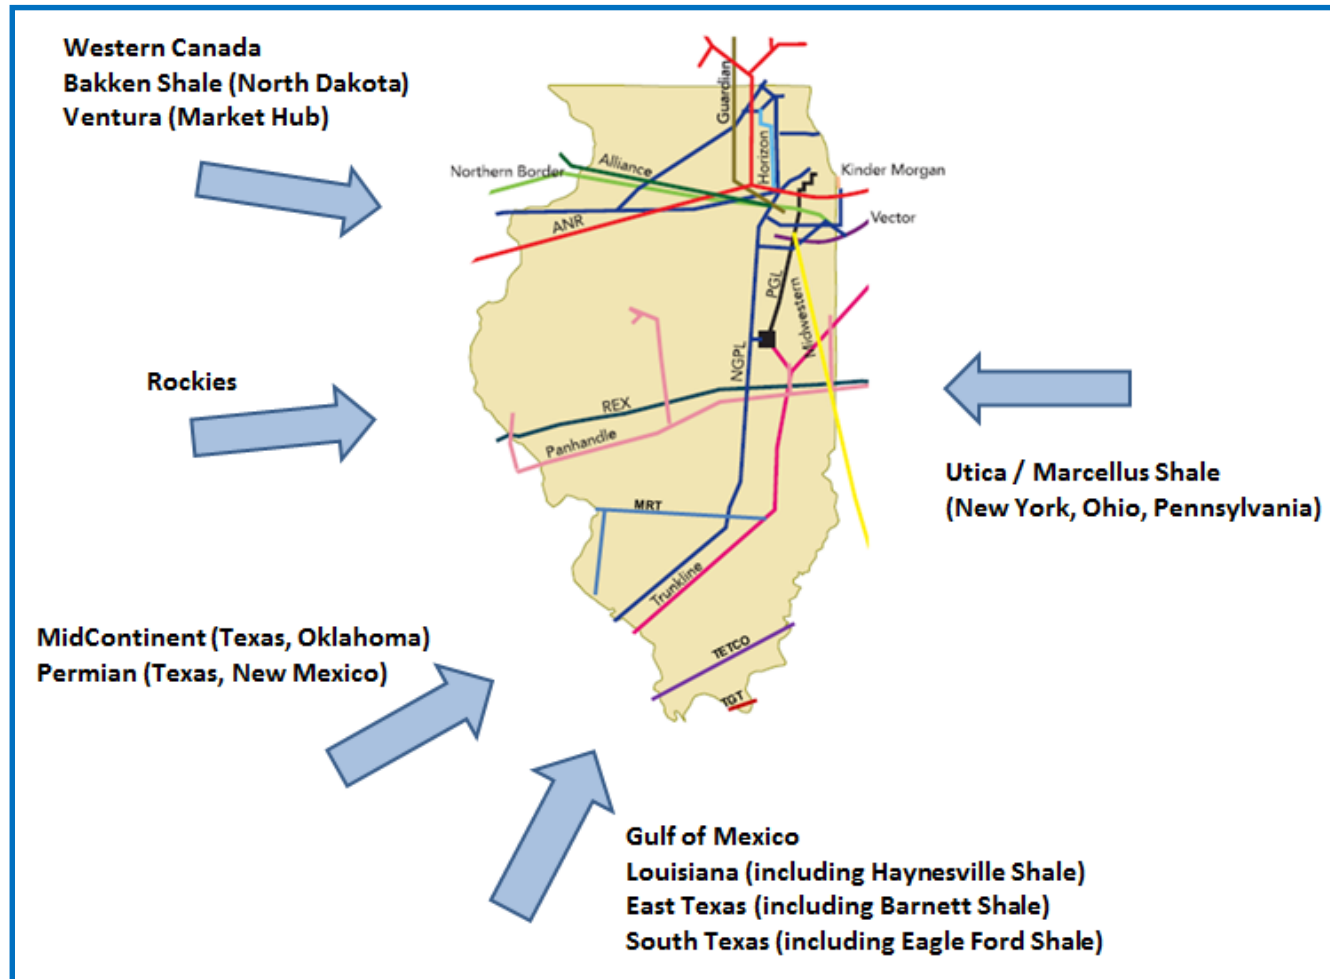 Western Canada
Bakken Shale (North Dakota)
Ventura (Market Hub)
Guardian
Alliance
Horizon
Northern Border
Kinder Morgan
ANR
Vector
PGL
Midwestern
NGPL
Rockies
REX
Panhandle
Utica / Marcellus Shale
(New York, Ohio, Pennsylvania)
MRT
Trunkline
MidContinent (Texas, Oklahoma)
Permian (Texas, New Mexico)
TETCO
TGT
Gulf of Mexico
Louisiana (including Haynesville Shale)
East Texas (including Barnett Shale)
South Texas (including Eagle Ford Shale)